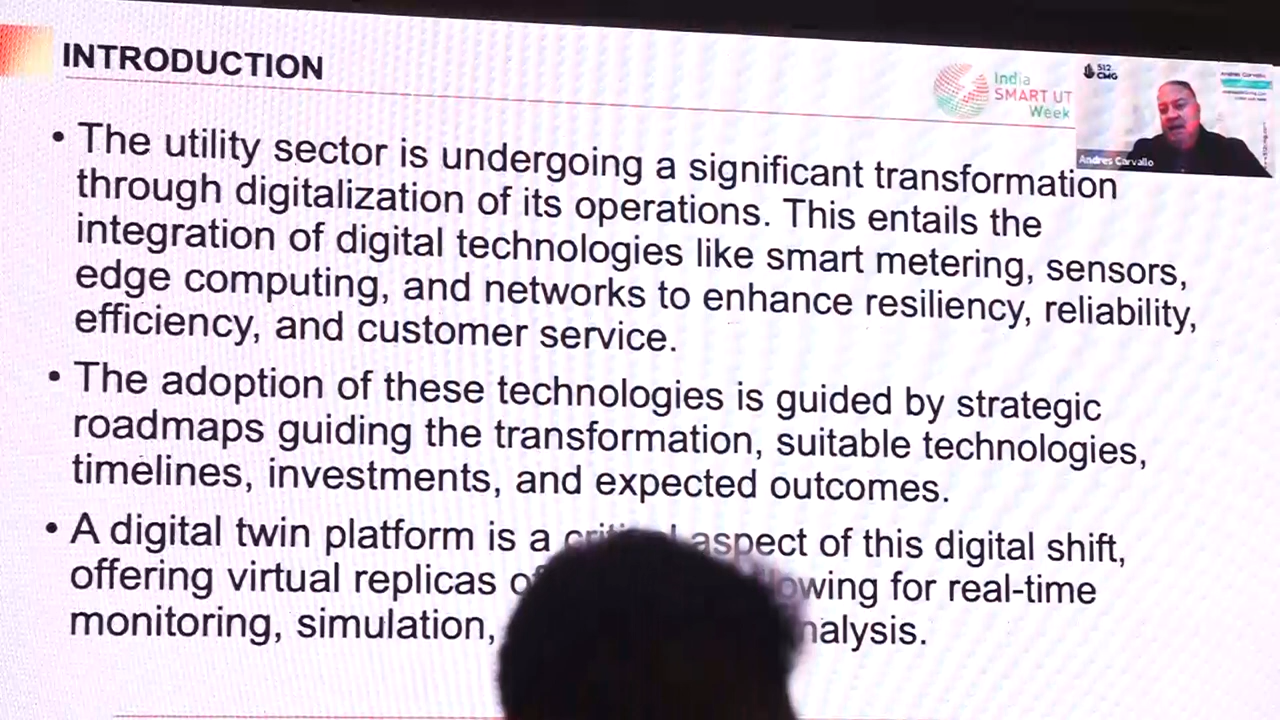 INTRODUCTION
India
SMART UT
Week
512
CMG
Andres Carvallo
Andres Carvallo
• The utility sector is undergoing a significant transformation
through digitalization of its operations. This entails the
integration of digital technologies like smart metering, sensors,
edge computing, and networks to enhance resiliency, reliability,
efficiency, and customer service.
• The adoption of these technologies is guided by strategic
roadmaps guiding the transformation, suitable technologies,
timelines, investments, and expected outcomes.
• A digital twin platform is a aspect of this digital shift,
offering virtual replicas for real-time
monitoring, simulation,